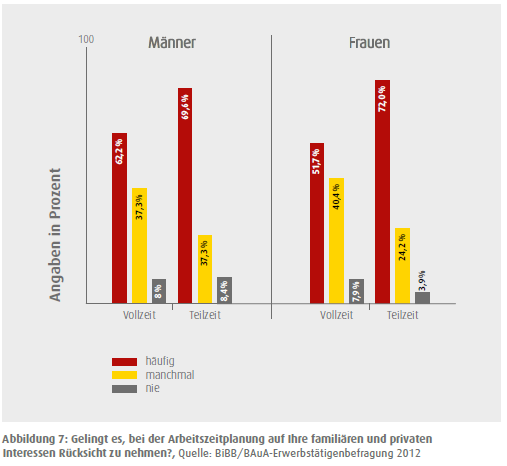 100
Männer
Frauen
Angaben in Prozent
62,2 %
37,3%
8%
69,6 %
37,3%
8,4%
51,7 %
40,4 %
7,9%
72,0%
24,2 %
3,9%
Vollzeit
Teilzeit
Vollzeit
Teilzeit
häufig
manchmal
nie
Abbildung 7: Gelingt es, bei der Arbeitszeitplanung auf Ihre familiären und privaten
Interessen Rücksicht zu nehmen?, Quelle: BiBB/BAuA-Erwerbstätigenbefragung 2012